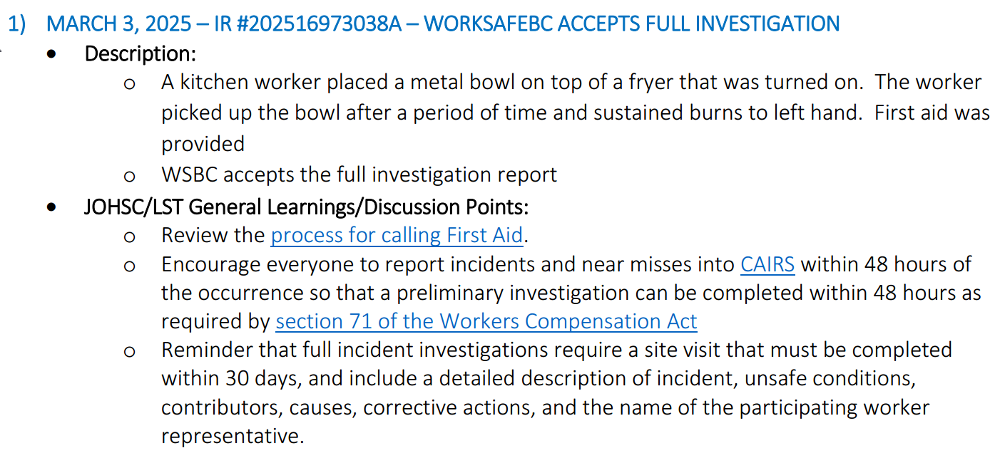 1) MARCH 3, 2025 – IR #202516973038A – WORKSAFEBC ACCEPTS FULL INVESTIGATION
• Description:
o A kitchen worker placed a metal bowl on top of a fryer that was turned on.  The worker
picked up the bowl after a period of time and sustained burns to left hand.  First aid was
provided
o WSBC accepts the full investigation report
• JOHSC/LST General Learnings/Discussion Points:
o Review the process for calling First Aid.
o Encourage everyone to report incidents and near misses into CAIRS within 48 hours of
the occurrence so that a preliminary investigation can be completed within 48 hours as
required by section 71 of the Workers Compensation Act
o Reminder that full incident investigations require a site visit that must be completed
within 30 days, and include a detailed description of incident, unsafe conditions,
contributors, causes, corrective actions, and the name of the participating worker
representative.